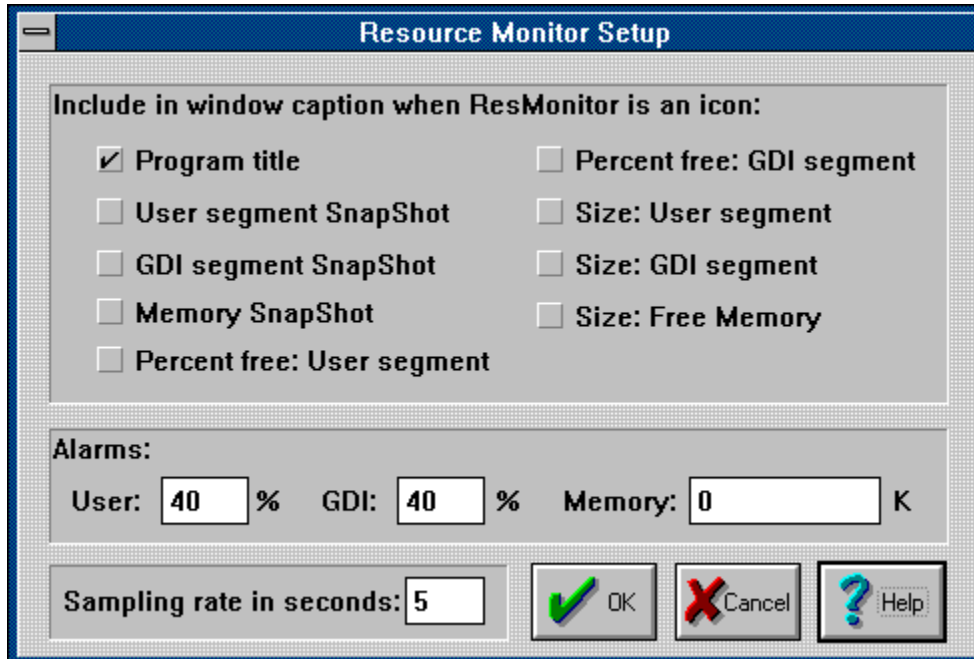 Resource Monitor Setup
Include in window caption when ResMonitor is an icon:
Program title
User segment SnapShot
GDI segment SnapShot
Memory SnapShot
Percent free: User segment
Percent free: GDI segment
Size: User segment
Size: GDI segment
Size: Free Memory
Alarms:
User: 40 % GDI: 40 % Memory: 0 K
Sampling rate in seconds: 5
OK
Cancel
Help